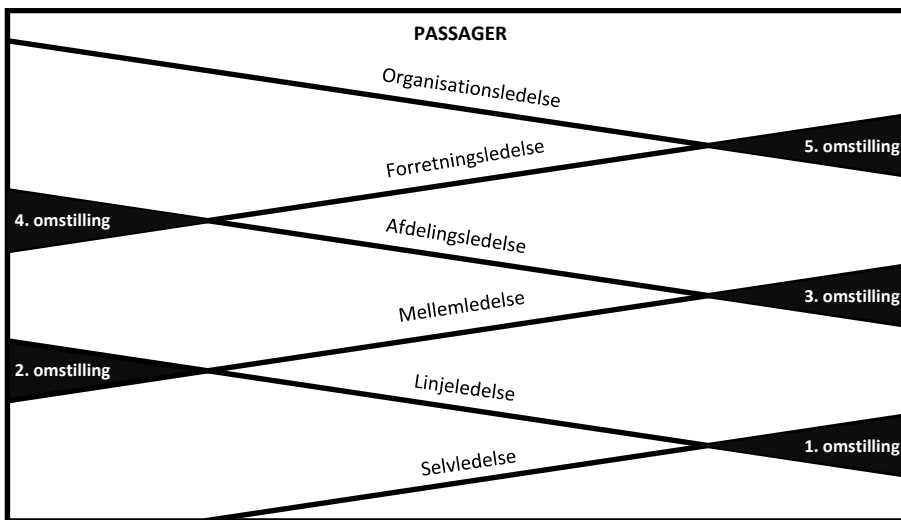 PASSAGER
Organisationsledelse
5. omstilling
Forretningsledelse
4. omstilling
Afdelingsledelse
3. omstilling
Mellemledelse
2. omstilling
Linjeledelse
1. omstilling
Selvledelse